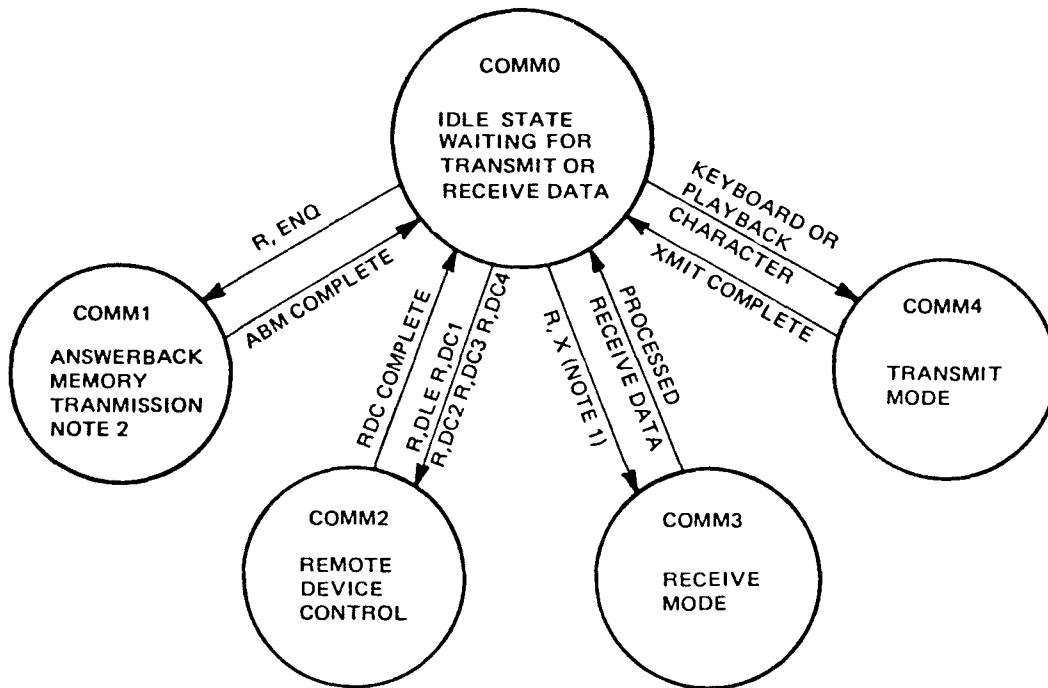 COMM0
IDLE STATE
WAITING FOR
TRANSMIT OR
RECEIVE DATA
R, ENQ
ABM COMPLETE
RDC COMPLETE
R,DLE R,DC1
R,DC2 R,DC3 R,DC4
R, X (NOTE 1)
PROCESSED
RECEIVE DATA
KEYBOARD OR
PLAYBACK
CHARACTER
XMIT COMPLETE
COMM1
ANSWERBACK
MEMORY
TRANMISSION
NOTE 2
COMM2
REMOTE
DEVICE
CONTROL
COMM3
RECEIVE
MODE
COMM4
TRANSMIT
MODE